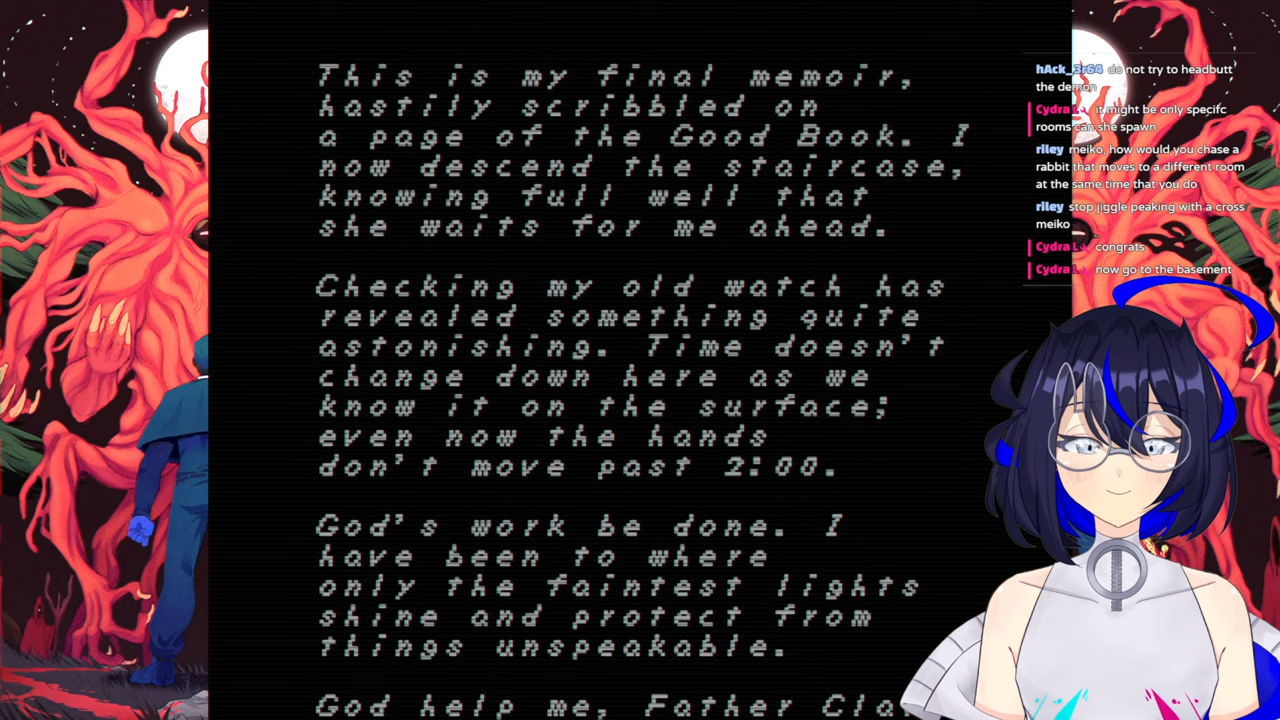 This is my final memoir,
hastily scribbled on
a page of the Good Book. I
now descend the staircase,
knowing full well that
she waits for me ahead.
Checking my old watch has
revealed something quite
astonishing. Time doesn't
change down here as we
know it on the surface;
even now the hands
don't move past 2:00.
God's work be done. I
have been to where
only the faintest lights
shine and protect from
things unspeakable.
God help me, Father
hAck_3r64 do not try to headbutt
the demon
Cydra it might be only specifc
rooms can she spawn
riley meiko, how would you chase a
rabbit that moves to a different room
at the same time that you do
riley stop jiggle peaking with a cross
meiko
Cydra congrats
Cydra now go to the basement